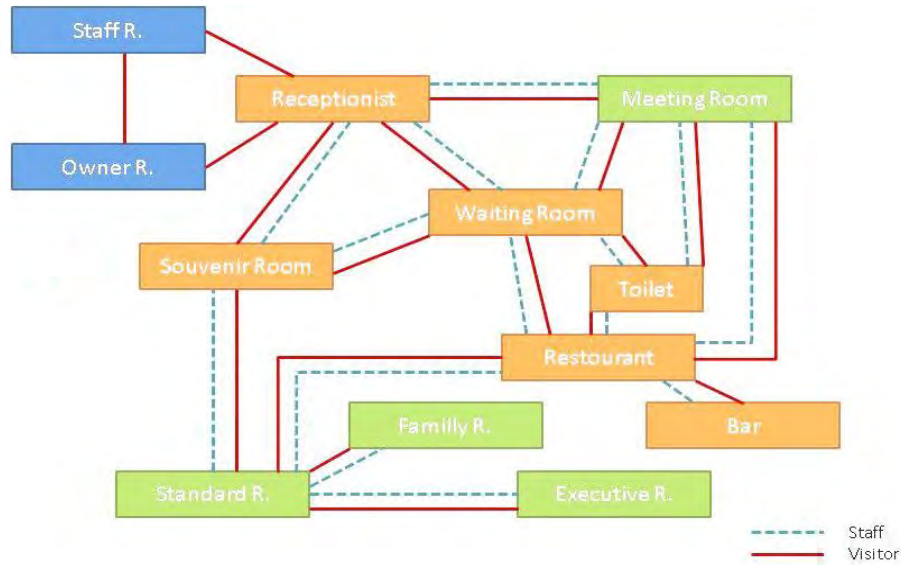 Staff R.
Receptionist
Meeting Room
Owner R.
Waiting Room
Souvenir Room
Toilet
Restourant
Familly R.
Bar
Standard R.
Executive R.
Staff
Visitor